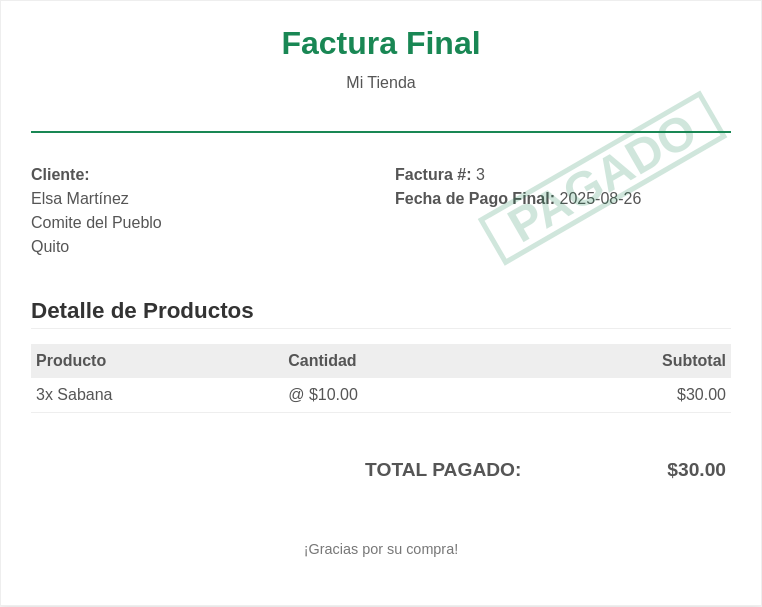 Factura Final
Mi Tienda
PAGADO
Cliente:
Elsa Martínez
Comite del Pueblo
Quito
Factura #: 3
Fecha de Pago Final: 2025-08-26
Detalle de Productos
Producto Cantidad Subtotal
3x Sabana @ $10.00 $30.00
TOTAL PAGADO: $30.00
¡Gracias por su compra!